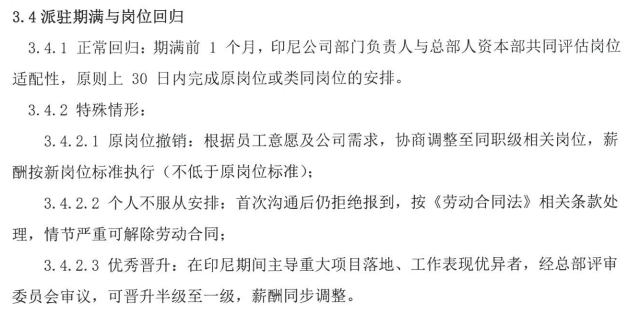 3.4 派驻期满与岗位回归
3.4.1 正常回归：期满前 1 个月，印尼公司部门负责人与总部人资本部共同评估岗位
适配性，原则上 30 日内完成原岗位或类同岗位的安排。
3.4.2 特殊情形：
3.4.2.1 原岗位撤销：根据员工意愿及公司需求，协商调整至同职级相关岗位，薪
酬按新岗位标准执行（不低于原岗位标准）；
3.4.2.2 个人不服从安排：首次沟通后仍拒绝报到，按《劳动合同法》相关条款处
理，情节严重可解除劳动合同；
3.4.2.3 优秀晋升：在印尼期间主导重大项目落地、工作表现优异者，经总部评审
委员会审议，可晋升半级至一级，薪酬同步调整。